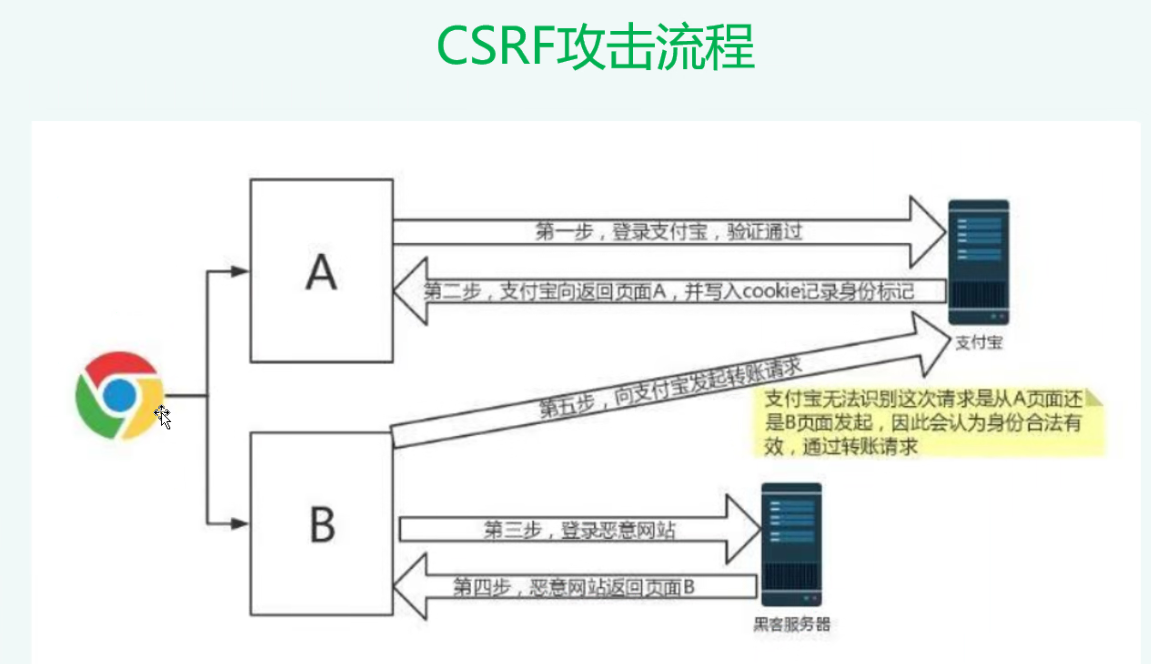 CSRF攻击流程
A
第一步，登录支付宝，验证通过
第二步，支付宝向返回页面A，并写入cookie记录身份标记
支付宝
第五步，向支付宝发起转账请求
支付宝无法识别这次请求是从A页面还
是B页面发起，因此会认为身份合法有
效，通过转账请求
B
第三步，登录恶意网站
第四步，恶意网站返回页面B
黑客服务器